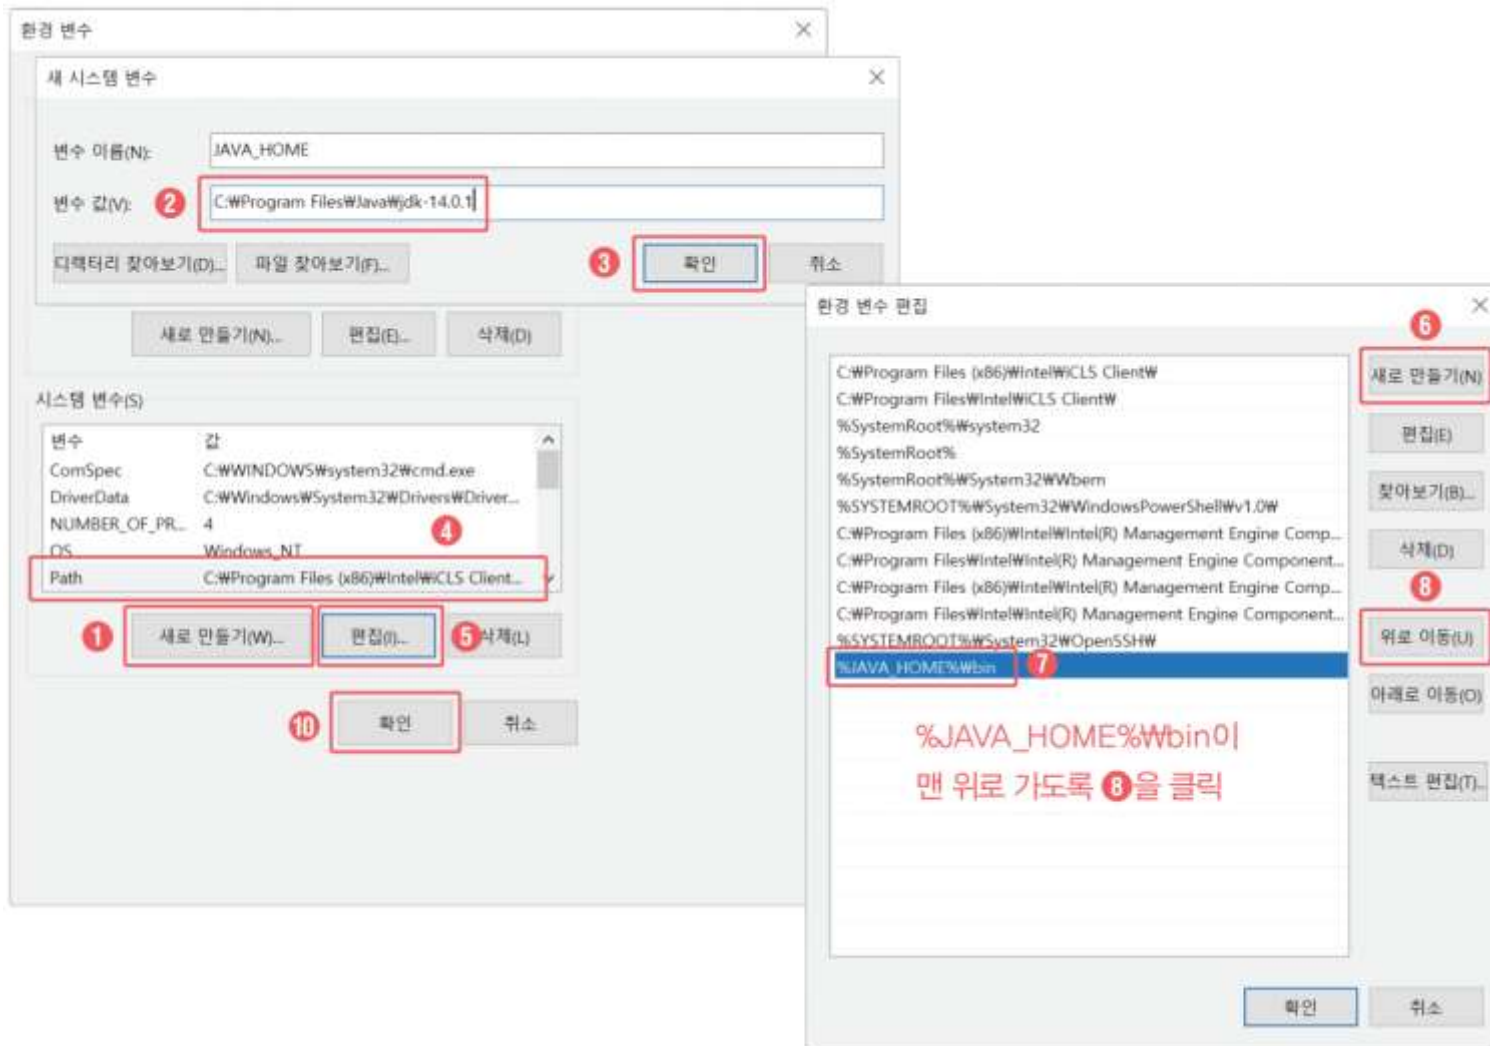 환경 변수
새 시스템 변수
변수 이름(N): JAVA_HOME
변수 값(V): ❷ C:₩Program Files₩Java₩jdk-14.0.1
디렉터리 찾아보기(D)... 파일 찾아보기(F)... ❸ 확인 취소
새로 만들기(N)... 편집(E)... 삭제(D)
시스템 변수(S)
변수 값
ComSpec C:₩WINDOWS₩system32₩cmd.exe
DriverData C:₩Windows₩System32₩Drivers₩Driver...
NUMBER_OF_PR... 4
❹
OS Windows_NT
Path C:₩Program Files (x86)₩Intel₩iCLS Client...
❶ 새로 만들기(W)... 편집(I)... ❺ 삭제(L)
❿ 확인 취소
환경 변수 편집
❻
C:₩Program Files (x86)₩Intel₩iCLS Client₩
C:₩Program Files₩Intel₩iCLS Client₩
%SystemRoot%₩system32
%SystemRoot%
%SystemRoot%₩System32₩Wbem
%SYSTEMROOT%₩System32₩WindowsPowerShell₩v1.0₩
C:₩Program Files (x86)₩Intel₩Intel(R) Management Engine Comp...
C:₩Program Files₩Intel₩Intel(R) Management Engine Component...
C:₩Program Files (x86)₩Intel₩Intel(R) Management Engine Comp...
C:₩Program Files₩Intel₩Intel(R) Management Engine Component...
%SYSTEMROOT%₩System32₩OpenSSH₩
%JAVA_HOME%₩bin ❼
%JAVA_HOME%₩bin이
맨 위로 가도록 ❽을 클릭
새로 만들기(N)
편집(E)
찾아보기(B)...
삭제(D)
❽
위로 이동(U)
아래로 이동(O)
텍스트 편집(T)...
확인 취소